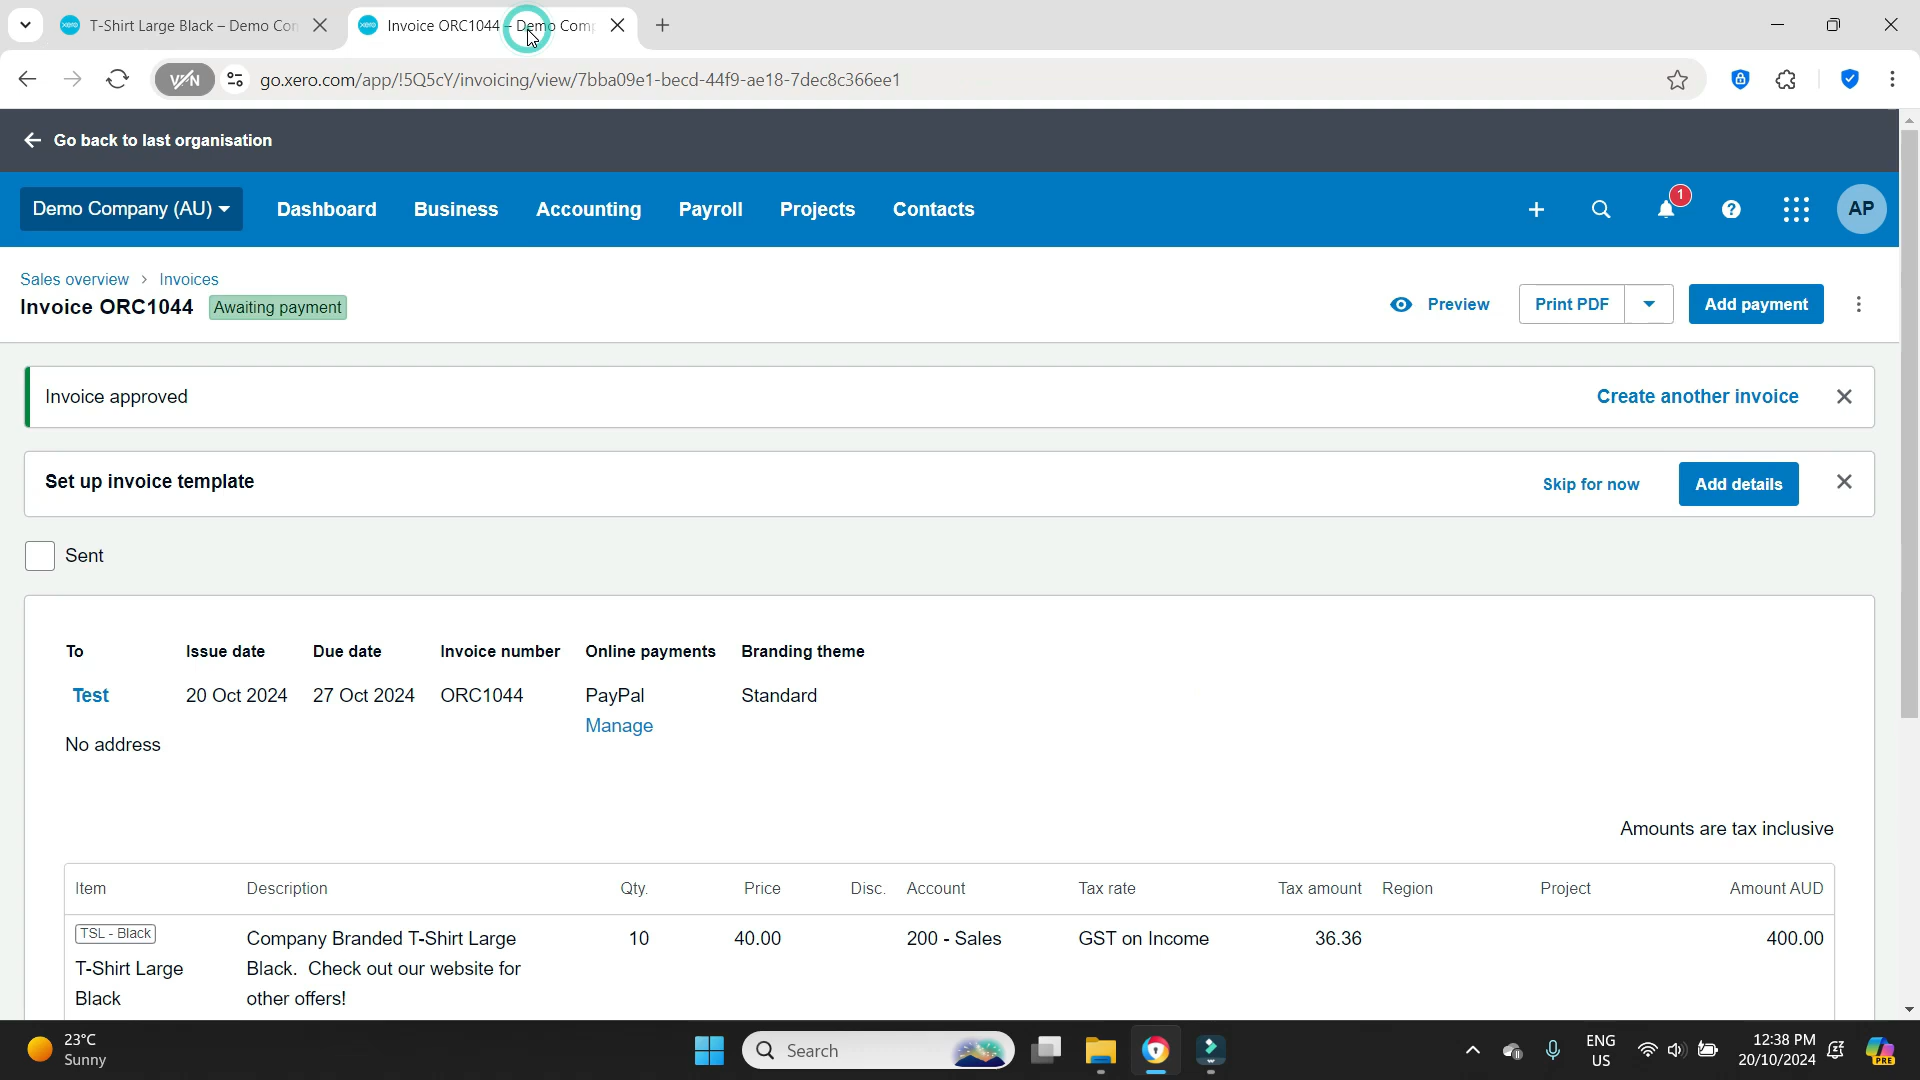 T-Shirt Large Black – Demo Con
Invoice ORC1044 – Demo Comp
VPN
go.xero.com/app/!5Q5cY/invoicing/view/7bba09e1-becd-44f9-ae18-7dec8c366ee1
Go back to last organisation
Demo Company (AU)
Dashboard
Business
Accounting
Payroll
Projects
Contacts
1
AP
Sales overview > Invoices
Invoice ORC1044
Awaiting payment
Preview
Print PDF
Add payment
Invoice approved
Create another invoice
Set up invoice template
Skip for now
Add details
Sent
To
Issue date
Due date
Invoice number
Online payments
Branding theme
Test
20 Oct 2024
27 Oct 2024
ORC1044
PayPal
Standard
Manage
No address
Amounts are tax inclusive
Item
Description
Qty.
Price
Disc.
Account
Tax rate
Tax amount
Region
Project
Amount AUD
TSL - Black
T-Shirt Large
Black
Company Branded T-Shirt Large
Black. Check out our website for
other offers!
10
40.00
200 - Sales
GST on Income
36.36
400.00
23°C
Sunny
Search
ENG
US
12:38 PM
20/10/2024
PRE